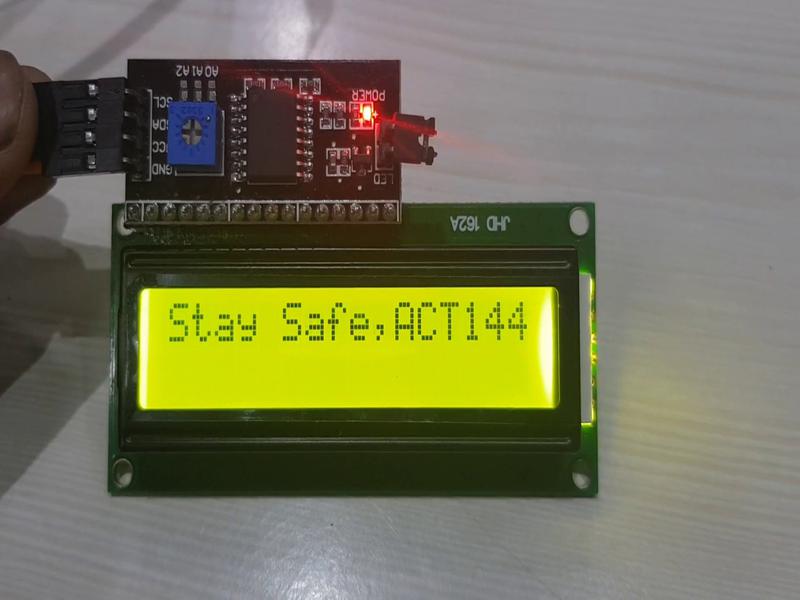 A0 A1 A2
POWER
SCL
SDA
VCC
GND
LED
JHD 162A
Stay Safe,ACT144